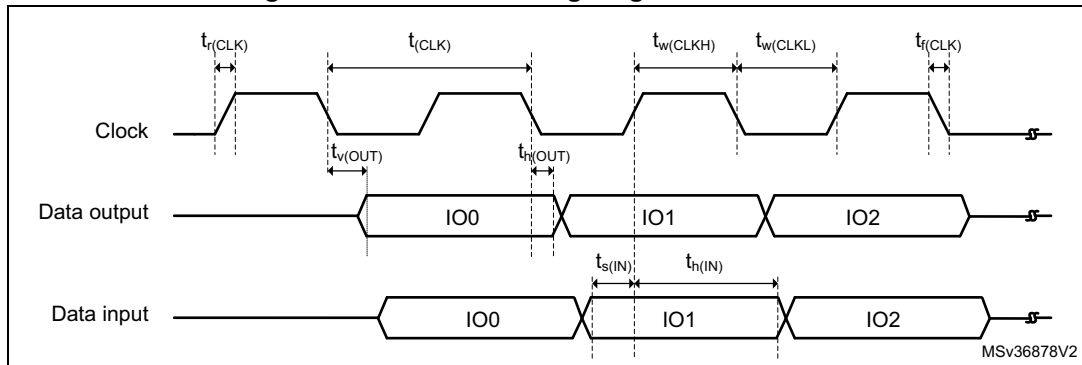 tr(CLK) t(CLK) tw(CLKH) tw(CLKL) tf(CLK)
Clock
tv(OUT) th(OUT)
Data output IO0 IO1 IO2
ts(IN) th(IN)
Data input IO0 IO1 IO2
MSv36878V2